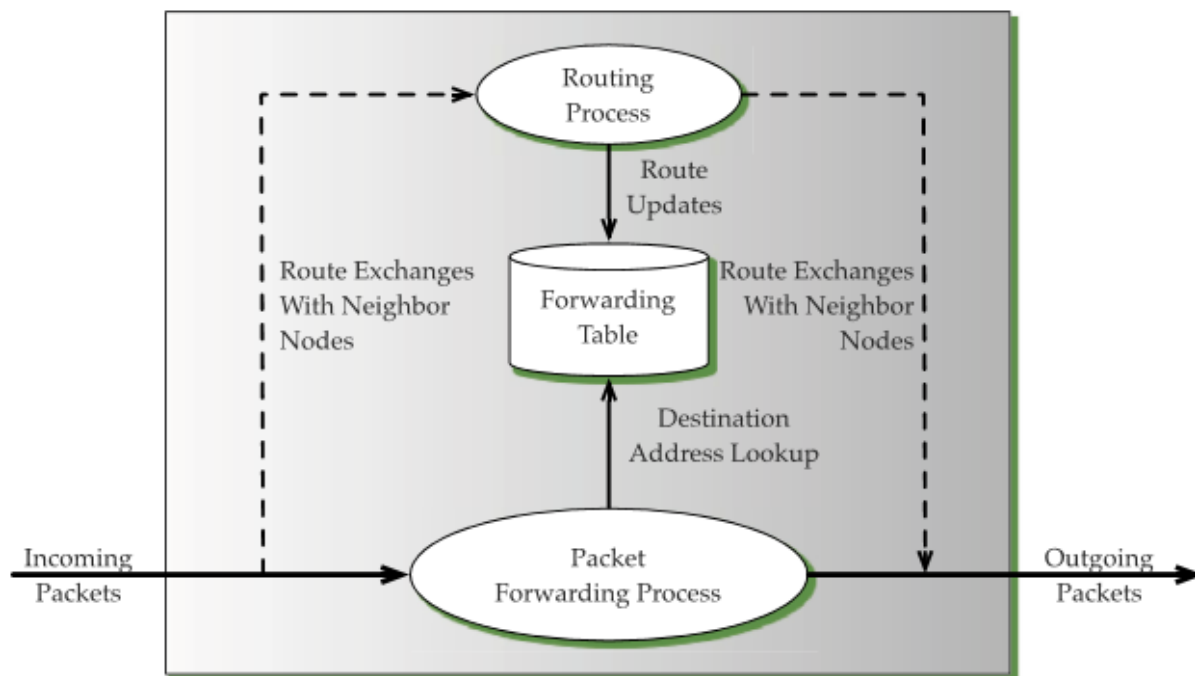 Routing
Process
Route
Updates
Route Exchanges
With Neighbor
Nodes
Forwarding
Table
Route Exchanges
With Neighbor
Nodes
Destination
Address Lookup
Incoming
Packets
Packet
Forwarding Process
Outgoing
Packets